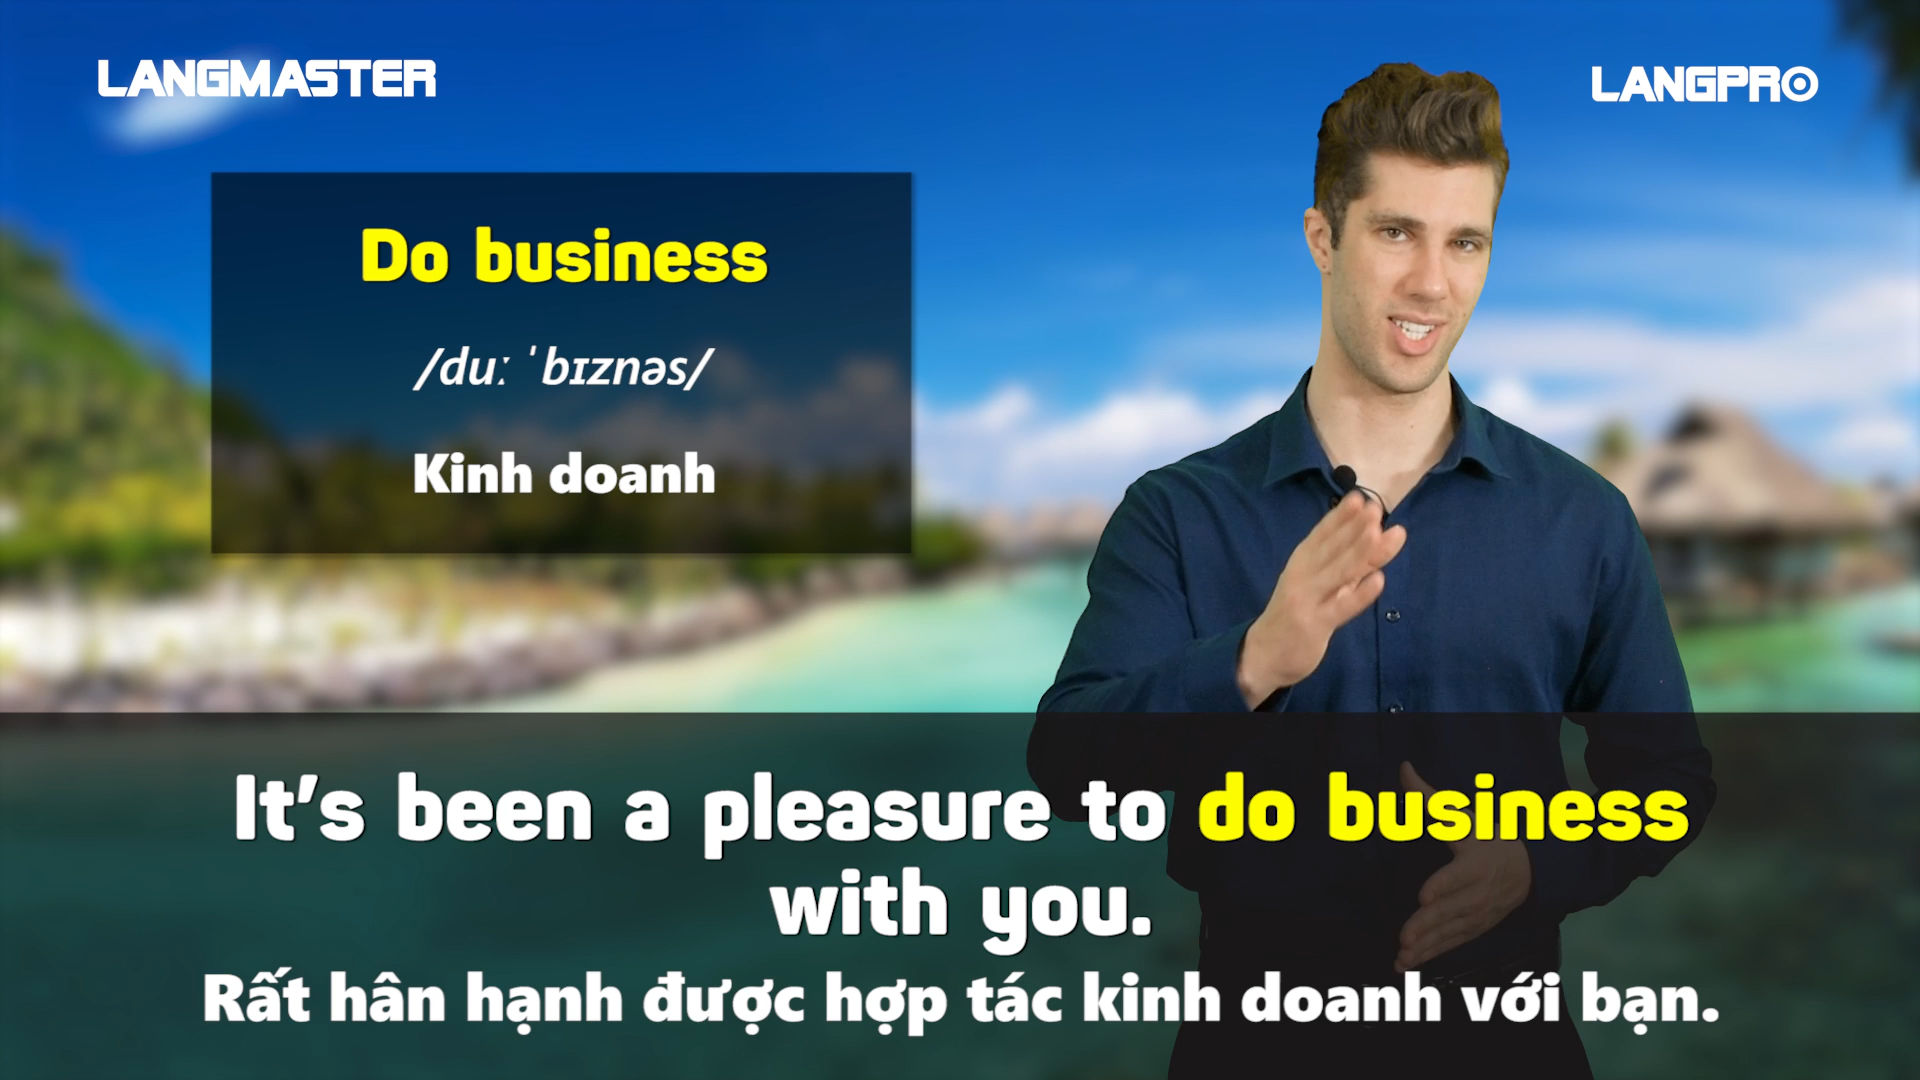 LANGMASTER
LANGPRO
Do business
/duː ˈbɪznəs/
Kinh doanh
It's been a pleasure to do business
with you.
Rất hân hạnh được hợp tác kinh doanh với bạn.